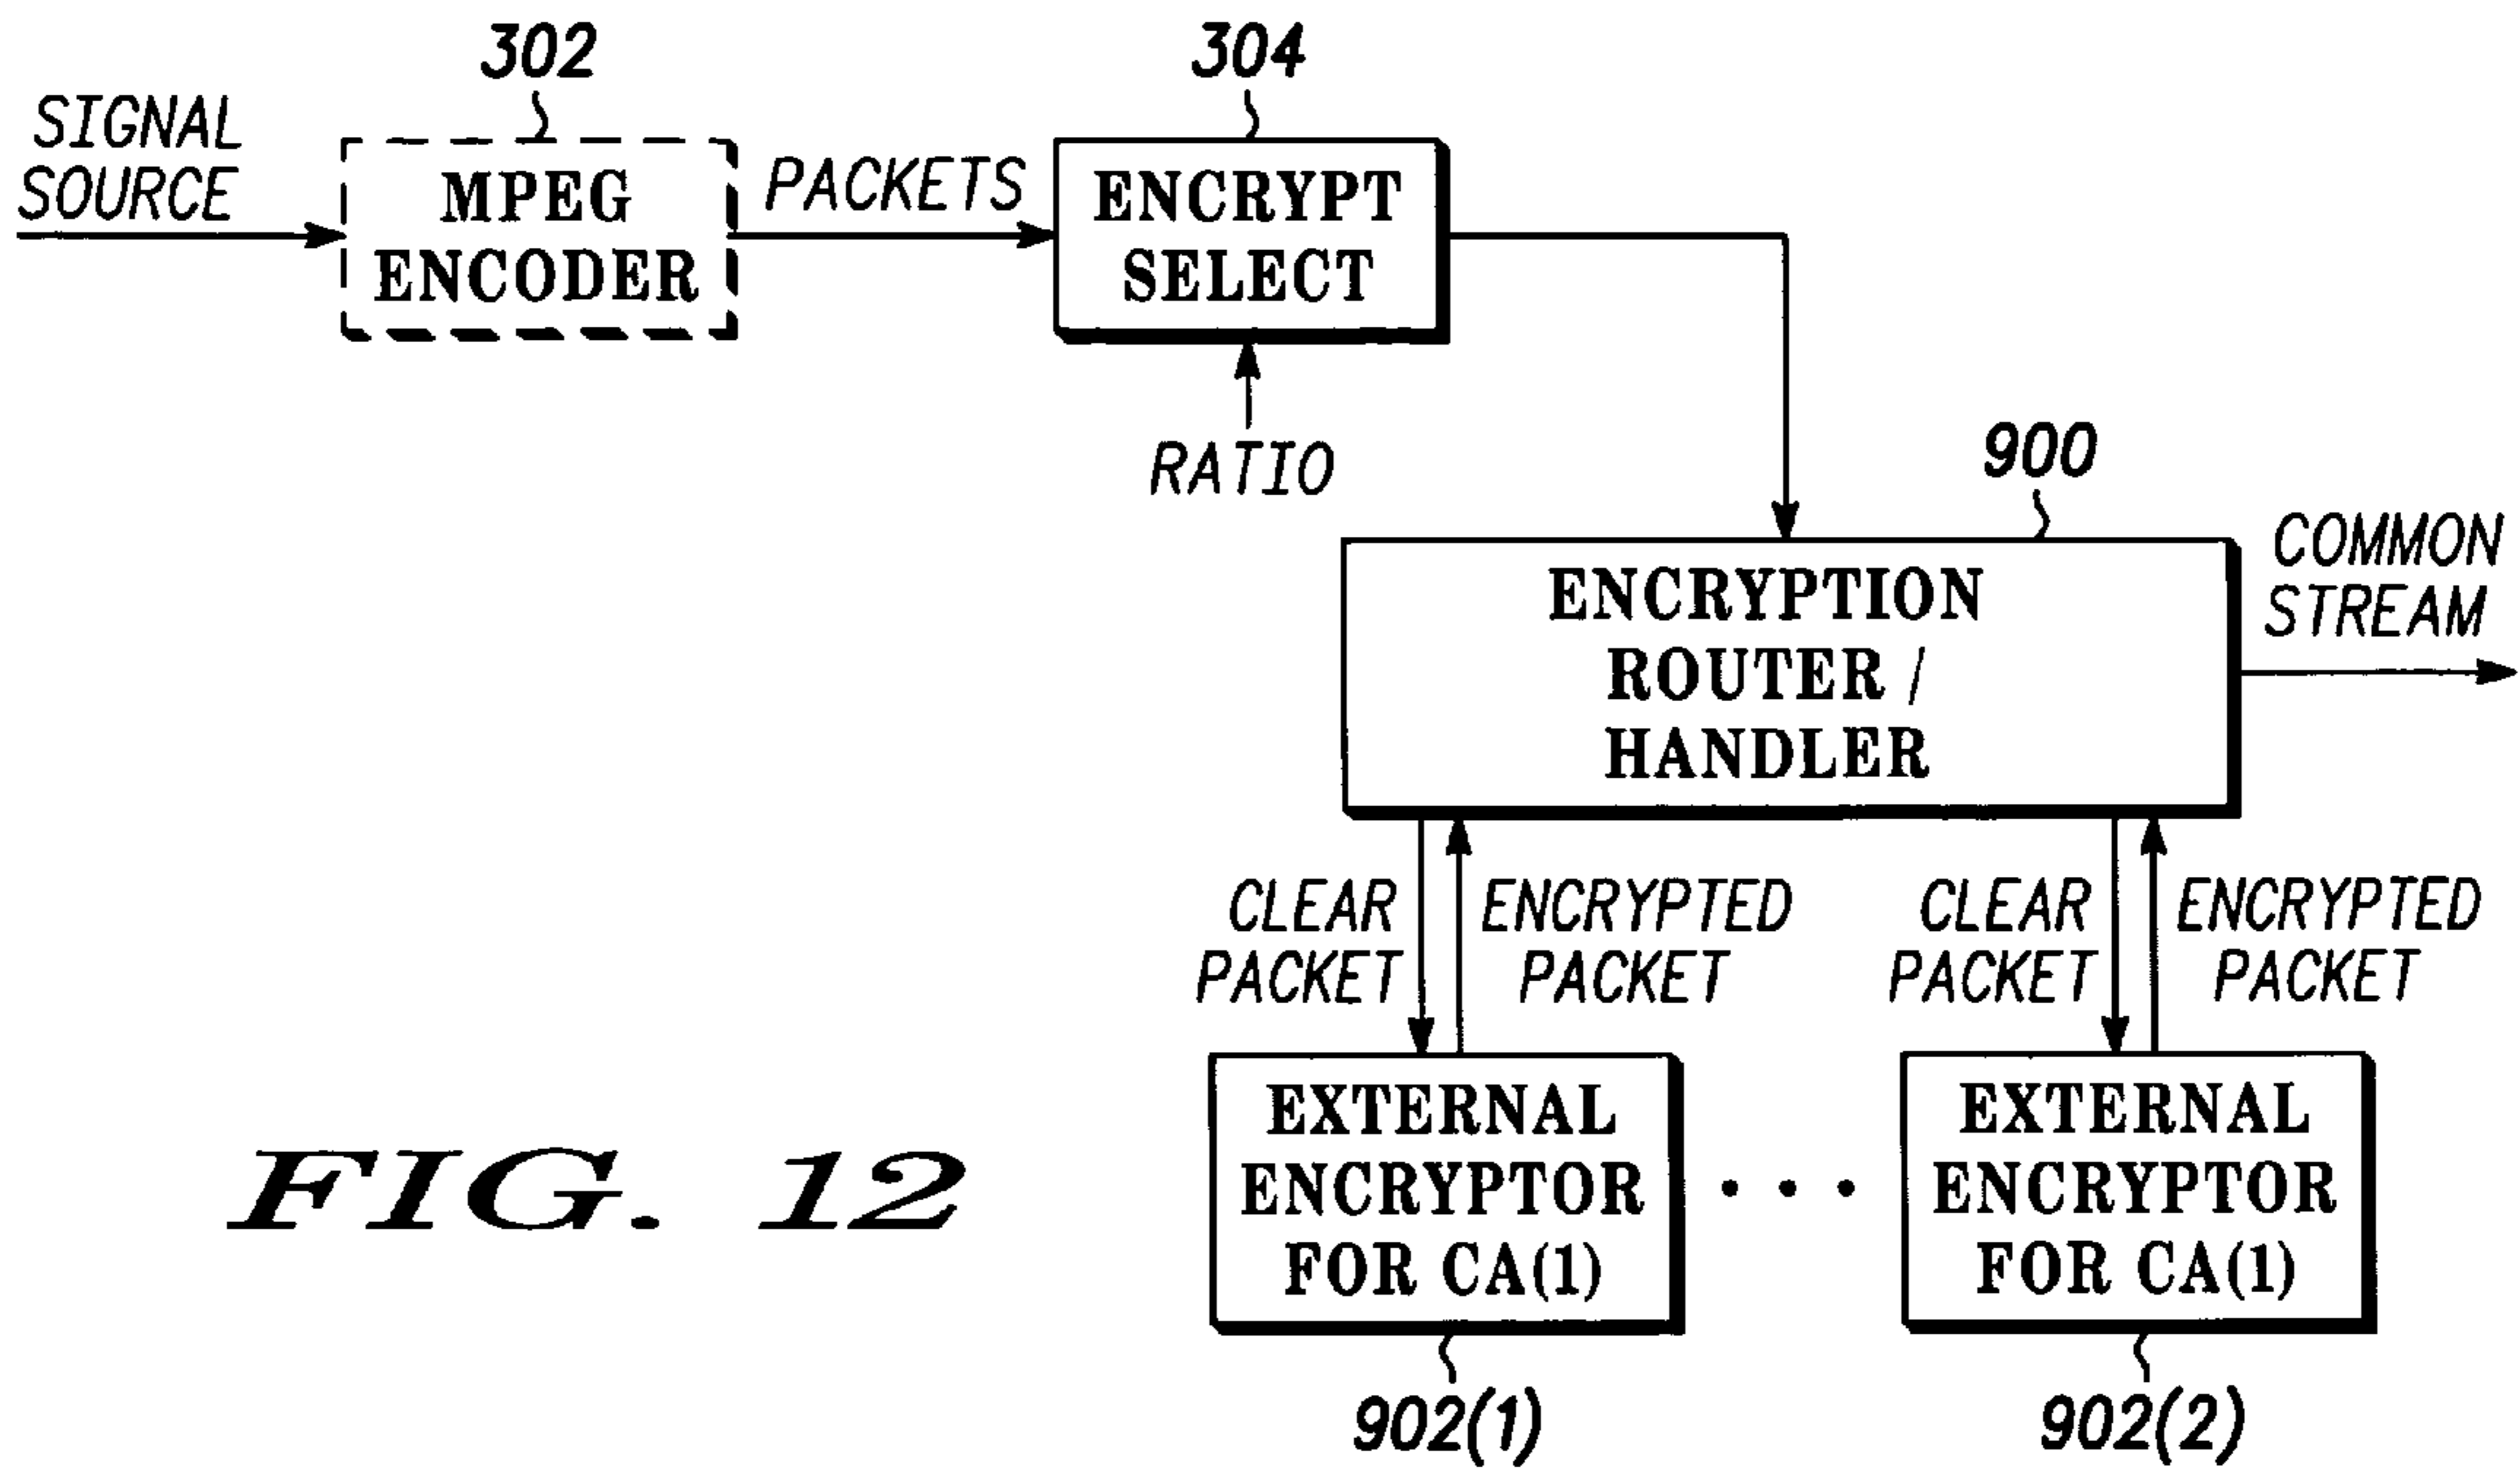 302
304
SIGNAL
SOURCE
MPEG
ENCODER
PACKETS
ENCRYPT
SELECT
RATIO
900
ENCRYPTION
ROUTER /
HANDLER
COMMON
STREAM
CLEAR
PACKET
ENCRYPTED
PACKET
CLEAR
PACKET
ENCRYPTED
PACKET
EXTERNAL
ENCRYPTOR
FOR CA(1)
• • •
EXTERNAL
ENCRYPTOR
FOR CA(1)
902(1)
902(2)
FIG. 12